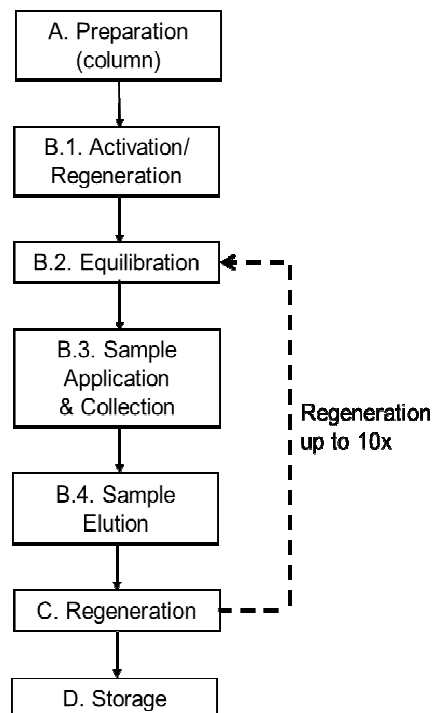 A. Preparation
(column)
B.1. Activation/
Regeneration
B.2. Equilibration
B.3. Sample
Application
& Collection
Regeneration
up to 10x
B.4. Sample
Elution
C. Regeneration
D. Storage